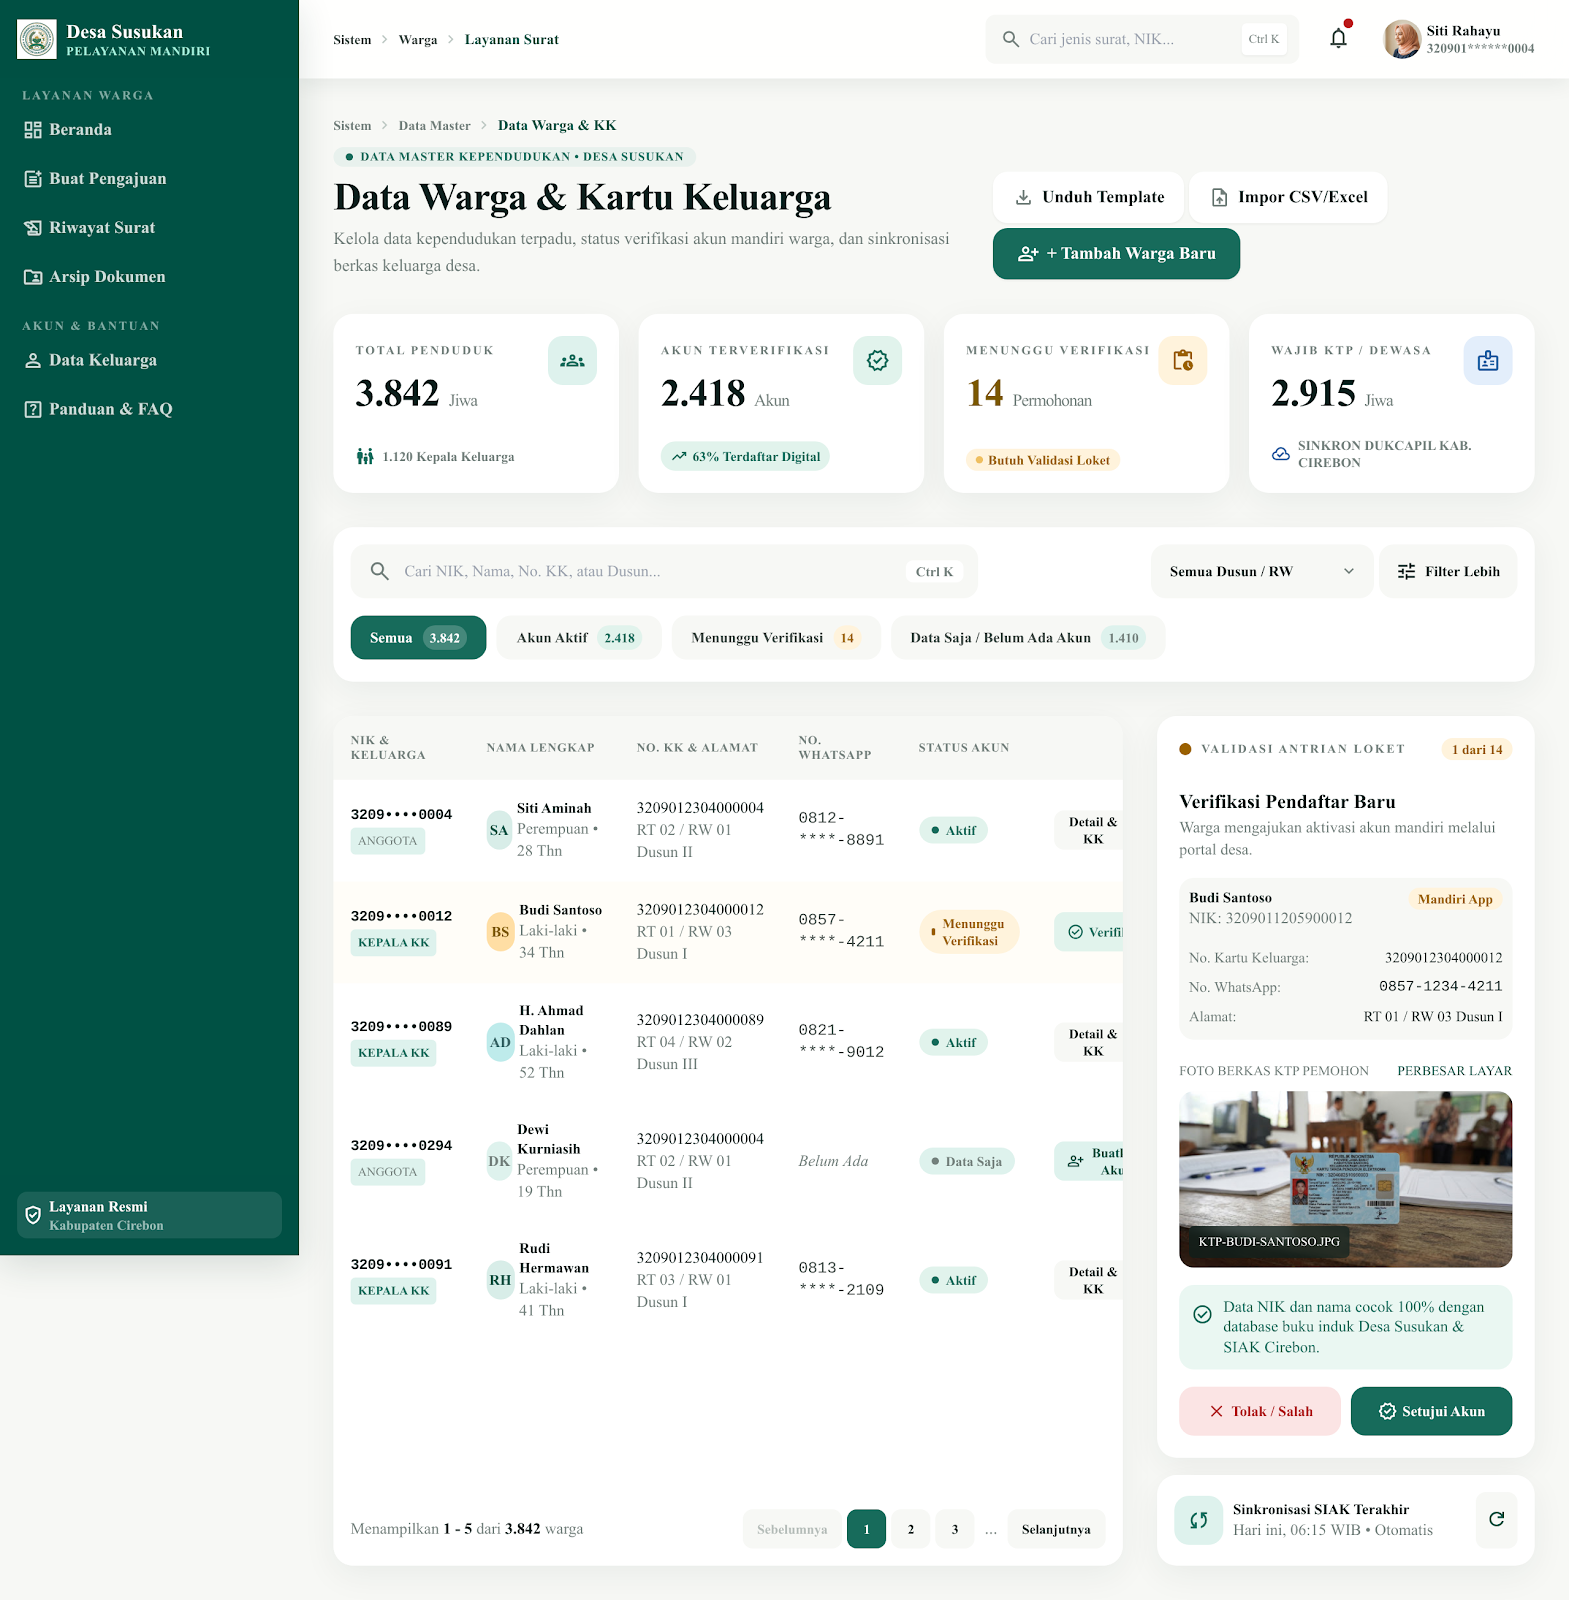 Desa Susukan
PELAYANAN MANDIRI
LAYANAN WARGA
Beranda
Buat Pengajuan
Riwayat Surat
Arsip Dokumen
AKUN & BANTUAN
Data Keluarga
Panduan & FAQ
Layanan Resmi
Kabupaten Cirebon
Sistem > Warga > Layanan Surat
Cari jenis surat, NIK... Ctrl K
Siti Rahayu
320901******0004
Sistem > Data Master > Data Warga & KK
DATA MASTER KEPENDUDUKAN • DESA SUSUKAN
Data Warga & Kartu Keluarga
Kelola data kependudukan terpadu, status verifikasi akun mandiri warga, dan sinkronisasi
berkas keluarga desa.
Unduh Template
Impor CSV/Excel
+ Tambah Warga Baru
TOTAL PENDUDUK
3.842 Jiwa
1.120 Kepala Keluarga
AKUN TERVERIFIKASI
2.418 Akun
63% Terdaftar Digital
MENUNGGU VERIFIKASI
14 Permohonan
Butuh Validasi Loket
WAJIB KTP / DEWASA
2.915 Jiwa
SINKRON DUKCAPIL KAB.
CIREBON
Cari NIK, Nama, No. KK, atau Dusun... Ctrl K
Semua Dusun / RW
Filter Lebih
Semua 3.842
Akun Aktif 2.418
Menunggu Verifikasi 14
Data Saja / Belum Ada Akun 1.410
NIK &
KELUARGA
NAMA LENGKAP
NO. KK & ALAMAT
NO.
WHATSAPP
STATUS AKUN
3209••••0004
ANGGOTA
SA
Siti Aminah
Perempuan •
28 Thn
3209012304000004
RT 02 / RW 01
Dusun II
0812-
****-8891
Aktif
Detail &
KK
3209••••0012
KEPALA KK
BS
Budi Santoso
Laki-laki •
34 Thn
3209012304000012
RT 01 / RW 03
Dusun I
0857-
****-4211
Menunggu
Verifikasi
Verifi
3209••••0089
KEPALA KK
AD
H. Ahmad
Dahlan
Laki-laki •
52 Thn
3209012304000089
RT 04 / RW 02
Dusun III
0821-
****-9012
Aktif
Detail &
KK
3209••••0294
ANGGOTA
DK
Dewi
Kurniasih
Perempuan •
19 Thn
3209012304000004
RT 02 / RW 01
Dusun II
Belum Ada
Data Saja
Buatl
Aku
3209••••0091
KEPALA KK
RH
Rudi
Hermawan
Laki-laki •
41 Thn
3209012304000091
RT 03 / RW 01
Dusun I
0813-
****-2109
Aktif
Detail &
KK
Menampilkan 1 - 5 dari 3.842 warga
Sebelumnya 1 2 3 ... Selanjutnya
VALIDASI ANTRIAN LOKET 1 dari 14
Verifikasi Pendaftar Baru
Warga mengajukan aktivasi akun mandiri melalui
portal desa.
Budi Santoso Mandiri App
NIK: 3209011205900012
No. Kartu Keluarga: 3209012304000012
No. WhatsApp: 0857-1234-4211
Alamat: RT 01 / RW 03 Dusun I
FOTO BERKAS KTP PEMOHON PERBESAR LAYAR
KTP-BUDI-SANTOSO.JPG
Data NIK dan nama cocok 100% dengan
database buku induk Desa Susukan &
SIAK Cirebon.
Tolak / Salah
Setujui Akun
Sinkronisasi SIAK Terakhir
Hari ini, 06:15 WIB • Otomatis